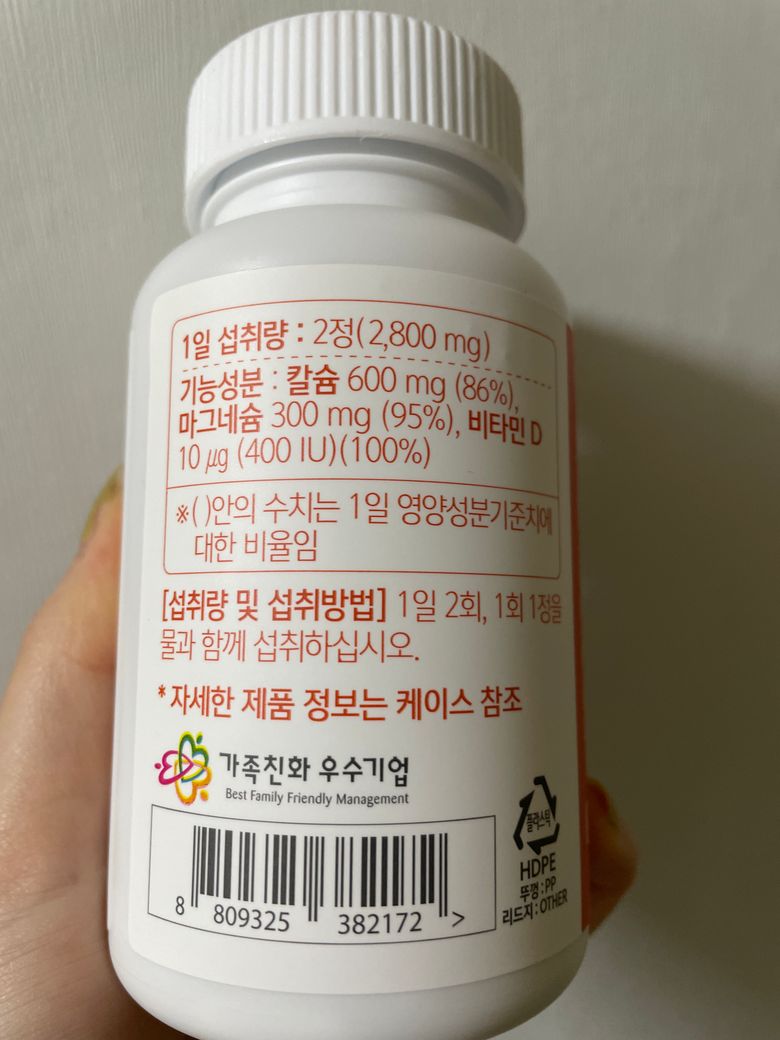 1일 섭취량 : 2정(2,800 mg)
기능성분 : 칼슘 600 mg (86%),
마그네슘 300 mg (95%), 비타민 D
10 µg (400 IU)(100%)
※( )안의 수치는 1일 영양성분기준치에
대한 비율임
[섭취량 및 섭취방법] 1일 2회, 1회 1정을
물과 함께 섭취하십시오.
*자세한 제품 정보는 케이스 참조
가족친화 우수기업
Best Family Friendly Management
플라스틱
HDPE
뚜껑:PP
리드지:OTHER
8 809325 382172 >